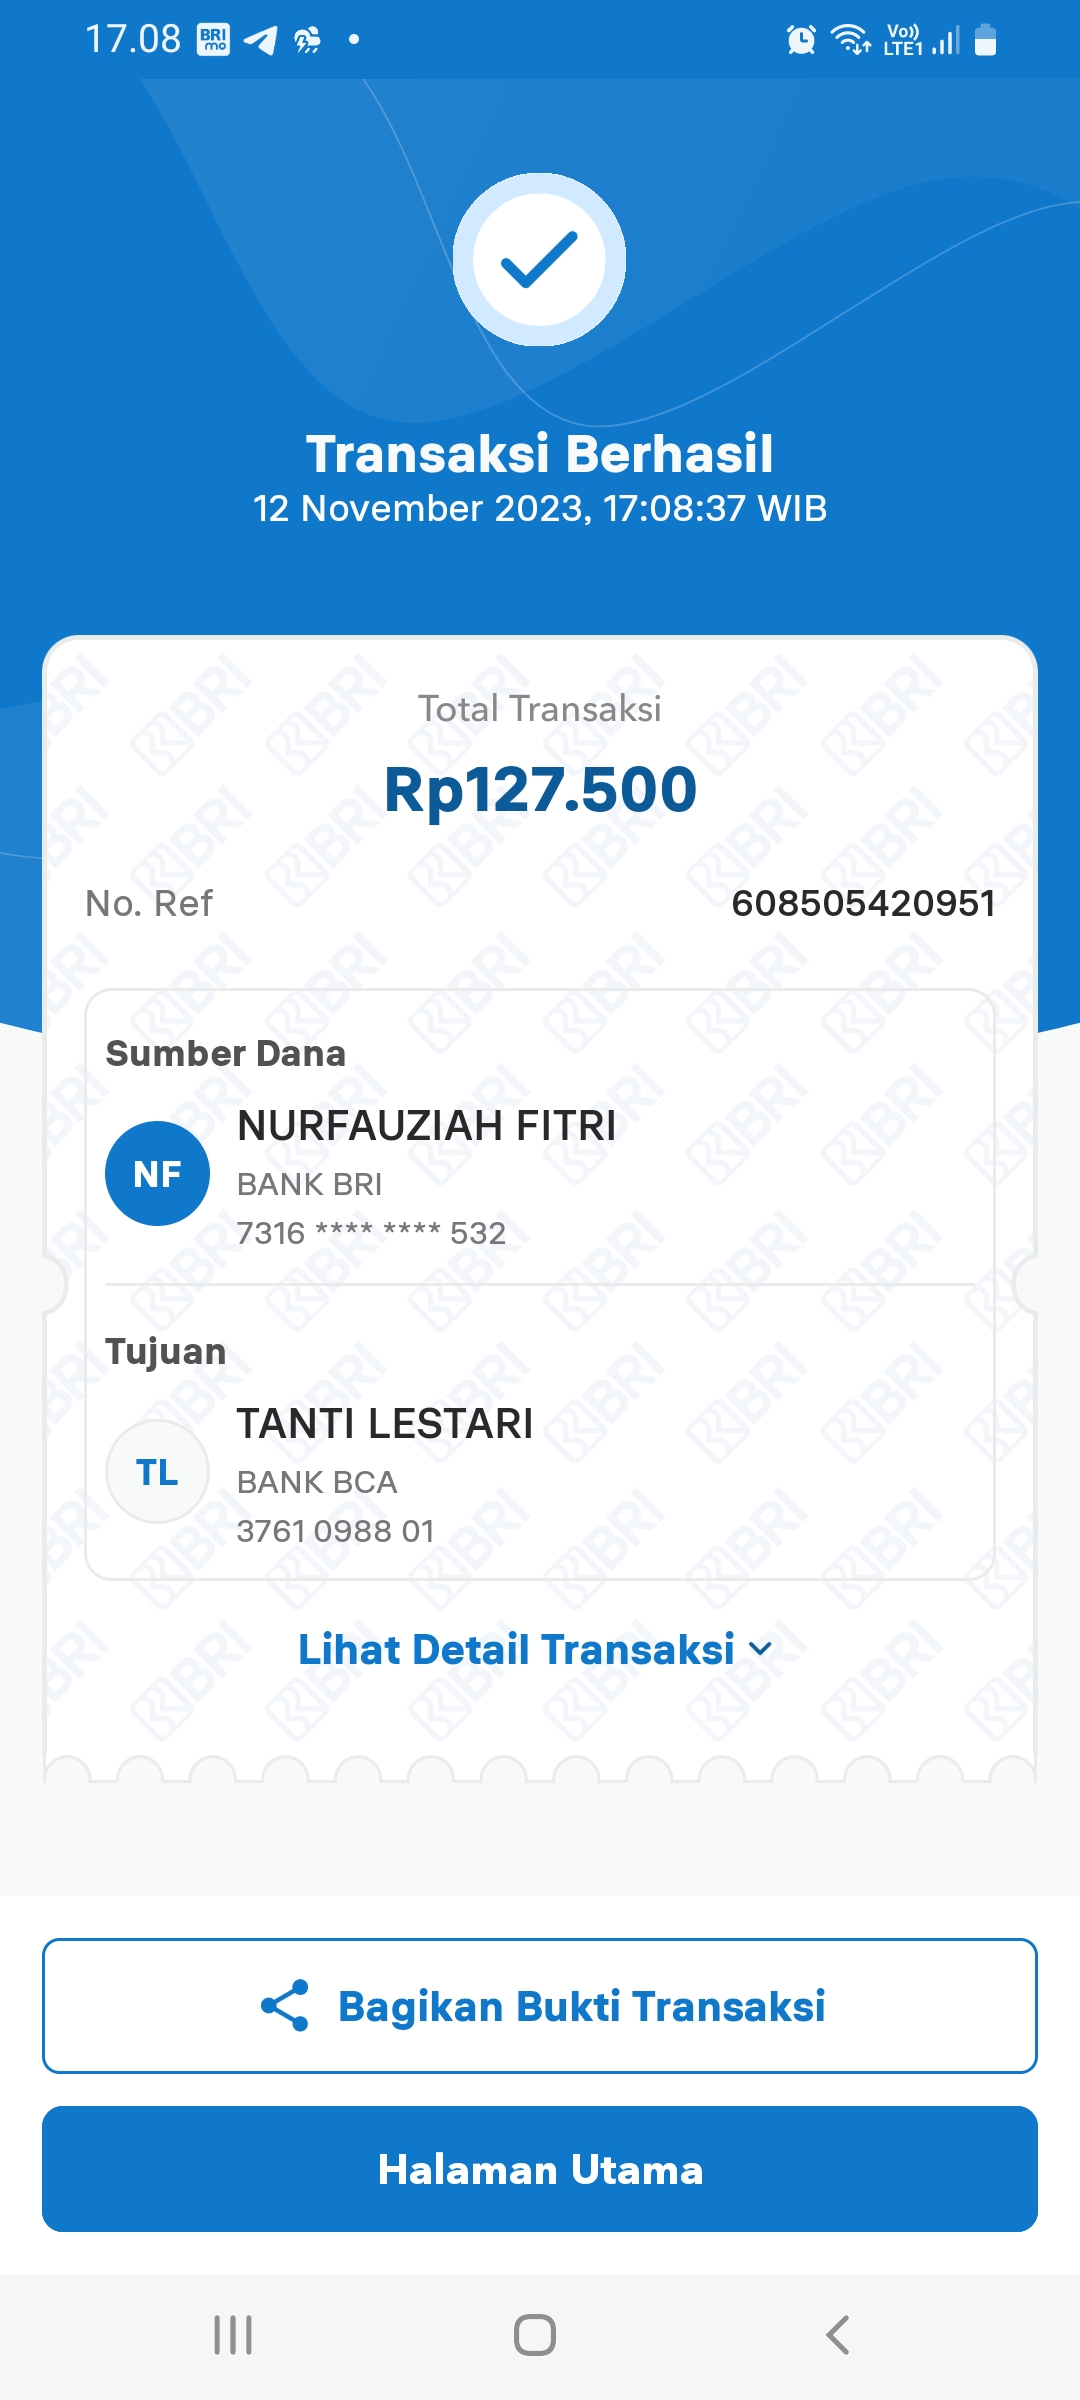 17.08 BRI mo Vo)) LTE1
Transaksi Berhasil
12 November 2023, 17:08:37 WIB
Total Transaksi
Rp127.500
No. Ref 608505420951
Sumber Dana
NF
NURFAUZIAH FITRI
BANK BRI
7316 **** **** 532
Tujuan
TL
TANTI LESTARI
BANK BCA
3761 0988 01
Lihat Detail Transaksi
Bagikan Bukti Transaksi
Halaman Utama